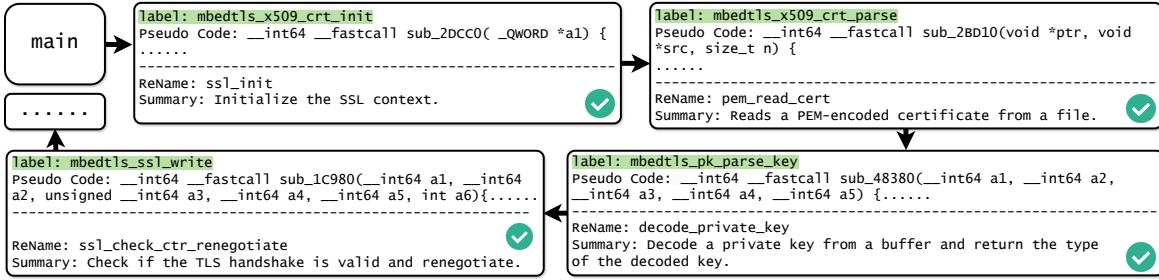 main
label: mbedtls_x509_crt_init
Pseudo Code: __int64 __fastcall sub_2DCC0( _QWORD *a1) {
......
ReName: ssl_init
Summary: Initialize the SSL context.
label: mbedtls_x509_crt_parse
Pseudo Code: __int64 __fastcall sub_2BD10(void *ptr, void
*src, size_t n) {
......
ReName: pem_read_cert
Summary: Reads a PEM-encoded certificate from a file.
label: mbedtls_pk_parse_key
Pseudo Code: __int64 __fastcall sub_48380(__int64 a1, __int64 a2,
__int64 a3, __int64 a4, __int64 a5) {......
ReName: decode_private_key
Summary: Decode a private key from a buffer and return the type
of the decoded key.
label: mbedtls_ssl_write
Pseudo Code: __int64 __fastcall sub_1C980(__int64 a1, __int64
a2, unsigned __int64 a3, __int64 a4, __int64 a5, int a6){......
ReName: ssl_check_ctr_renegotiate
Summary: Check if the TLS handshake is valid and renegotiate.
......